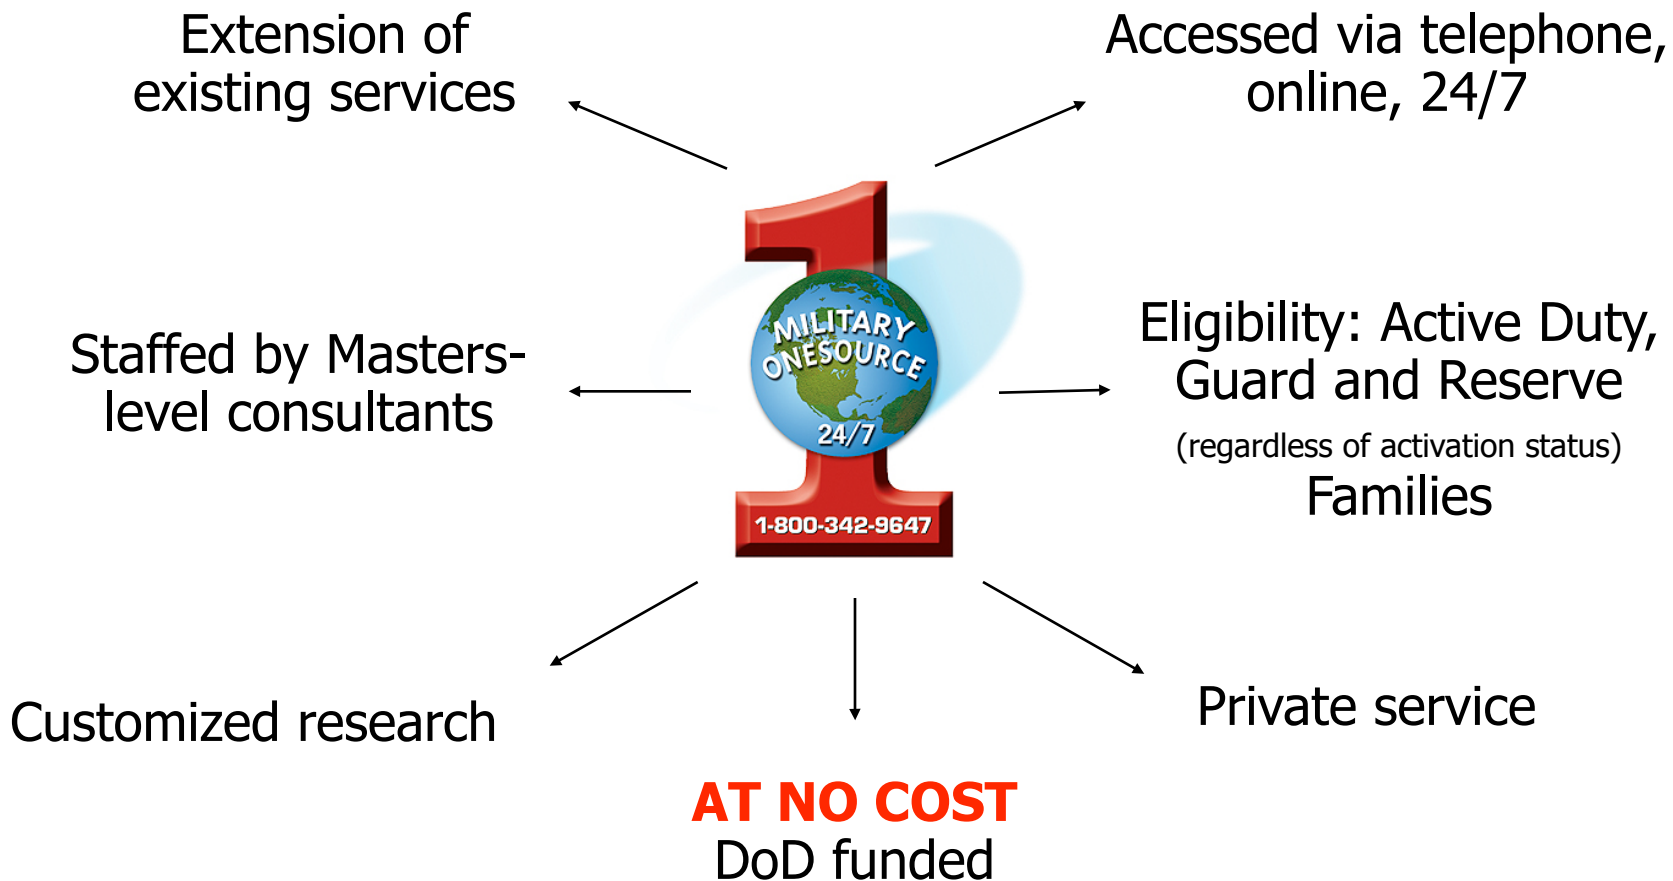 Extension of
existing services
Accessed via telephone,
online, 24/7
MILITARY
ONESOURCE
24/7
1-800-342-9647
Staffed by Masters-
level consultants
Eligibility: Active Duty,
Guard and Reserve
(regardless of activation status)
Families
Customized research
Private service
AT NO COST
DoD funded